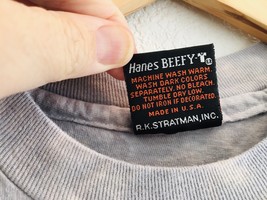 Hanes BEEFY-T®
MACHINE WASH WARM
WASH DARK COLORS
SEPARATELY. NO BLEACH.
TUMBLE DRY LOW.
DO NOT IRON IF DECORATED.
MADE IN U.S.A.
R.K. STRATMAN, INC.